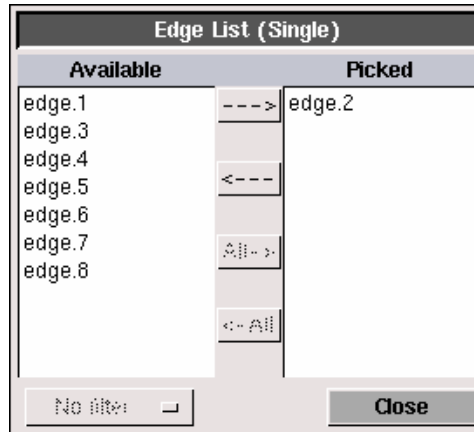 Edge List (Single)
Available
Picked
edge.1
edge.3
edge.4
edge.5
edge.6
edge.7
edge.8
--->
<---
All->
<-All
edge.2
No filter
Close